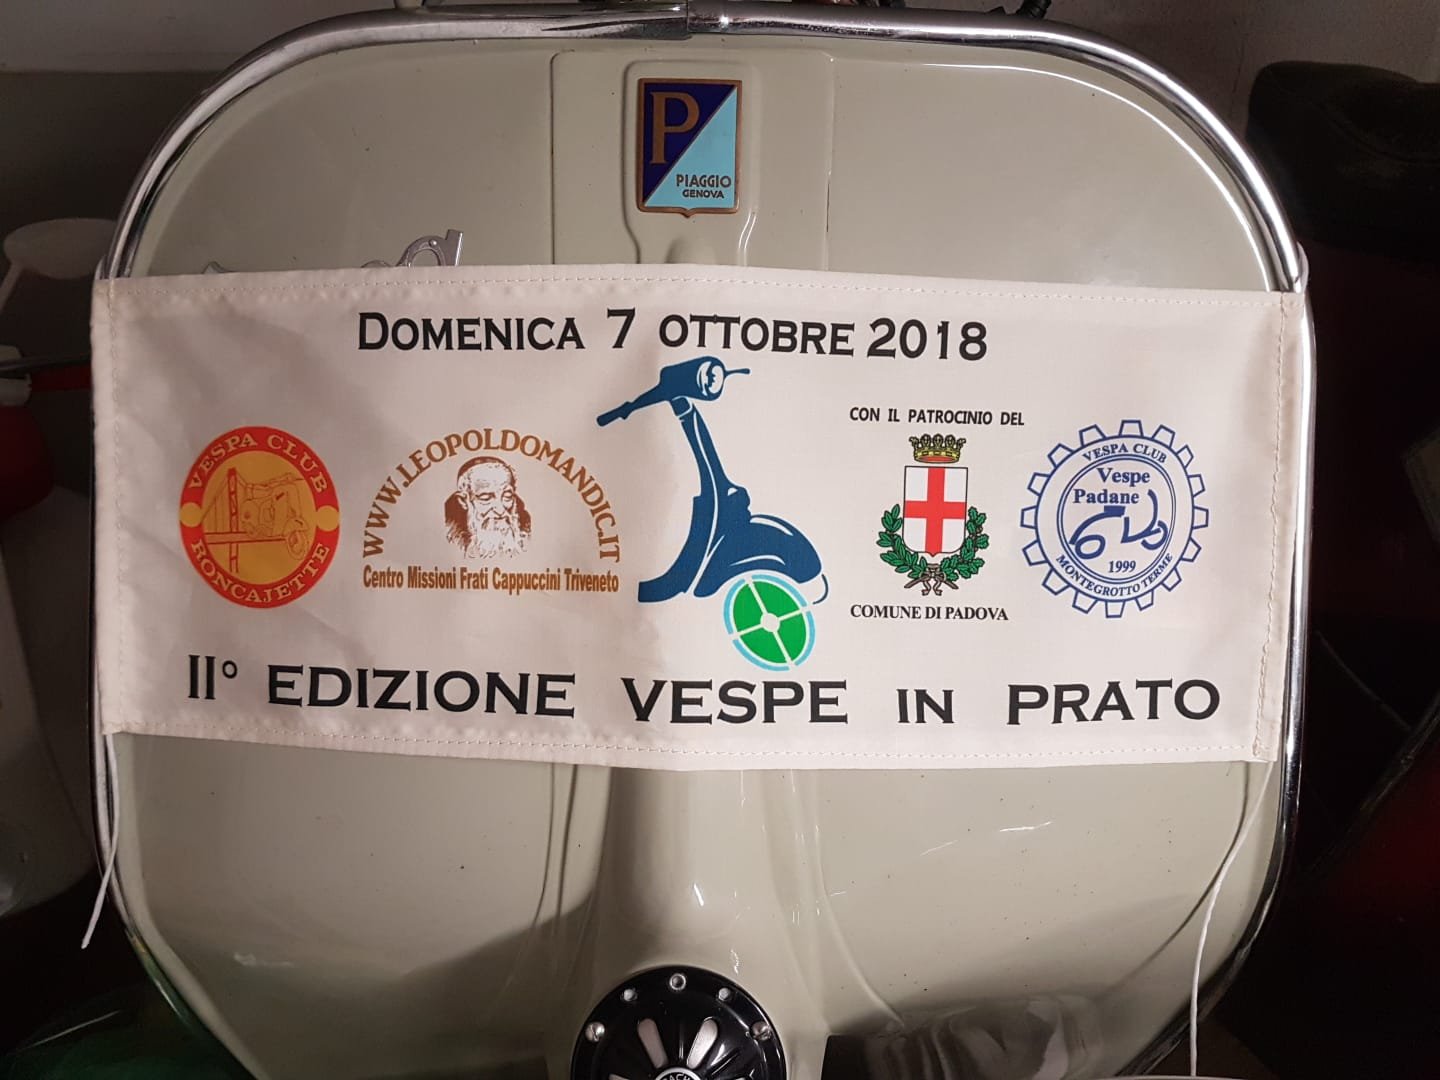 P
PIAGGIO
GENOVA
DOMENICA 7 OTTOBRE 2018
VESPA CLUB
RONCAJETTE
WWW.LEOPOLDOMANDIC.IT
Centro Missioni Frati Cappuccini Triveneto
CON IL PATROCINIO DEL
COMUNE DI PADOVA
VESPA CLUB
Vespe
Padane
1999
MONTEGROTTO TERME
II° EDIZIONE VESPE IN PRATO